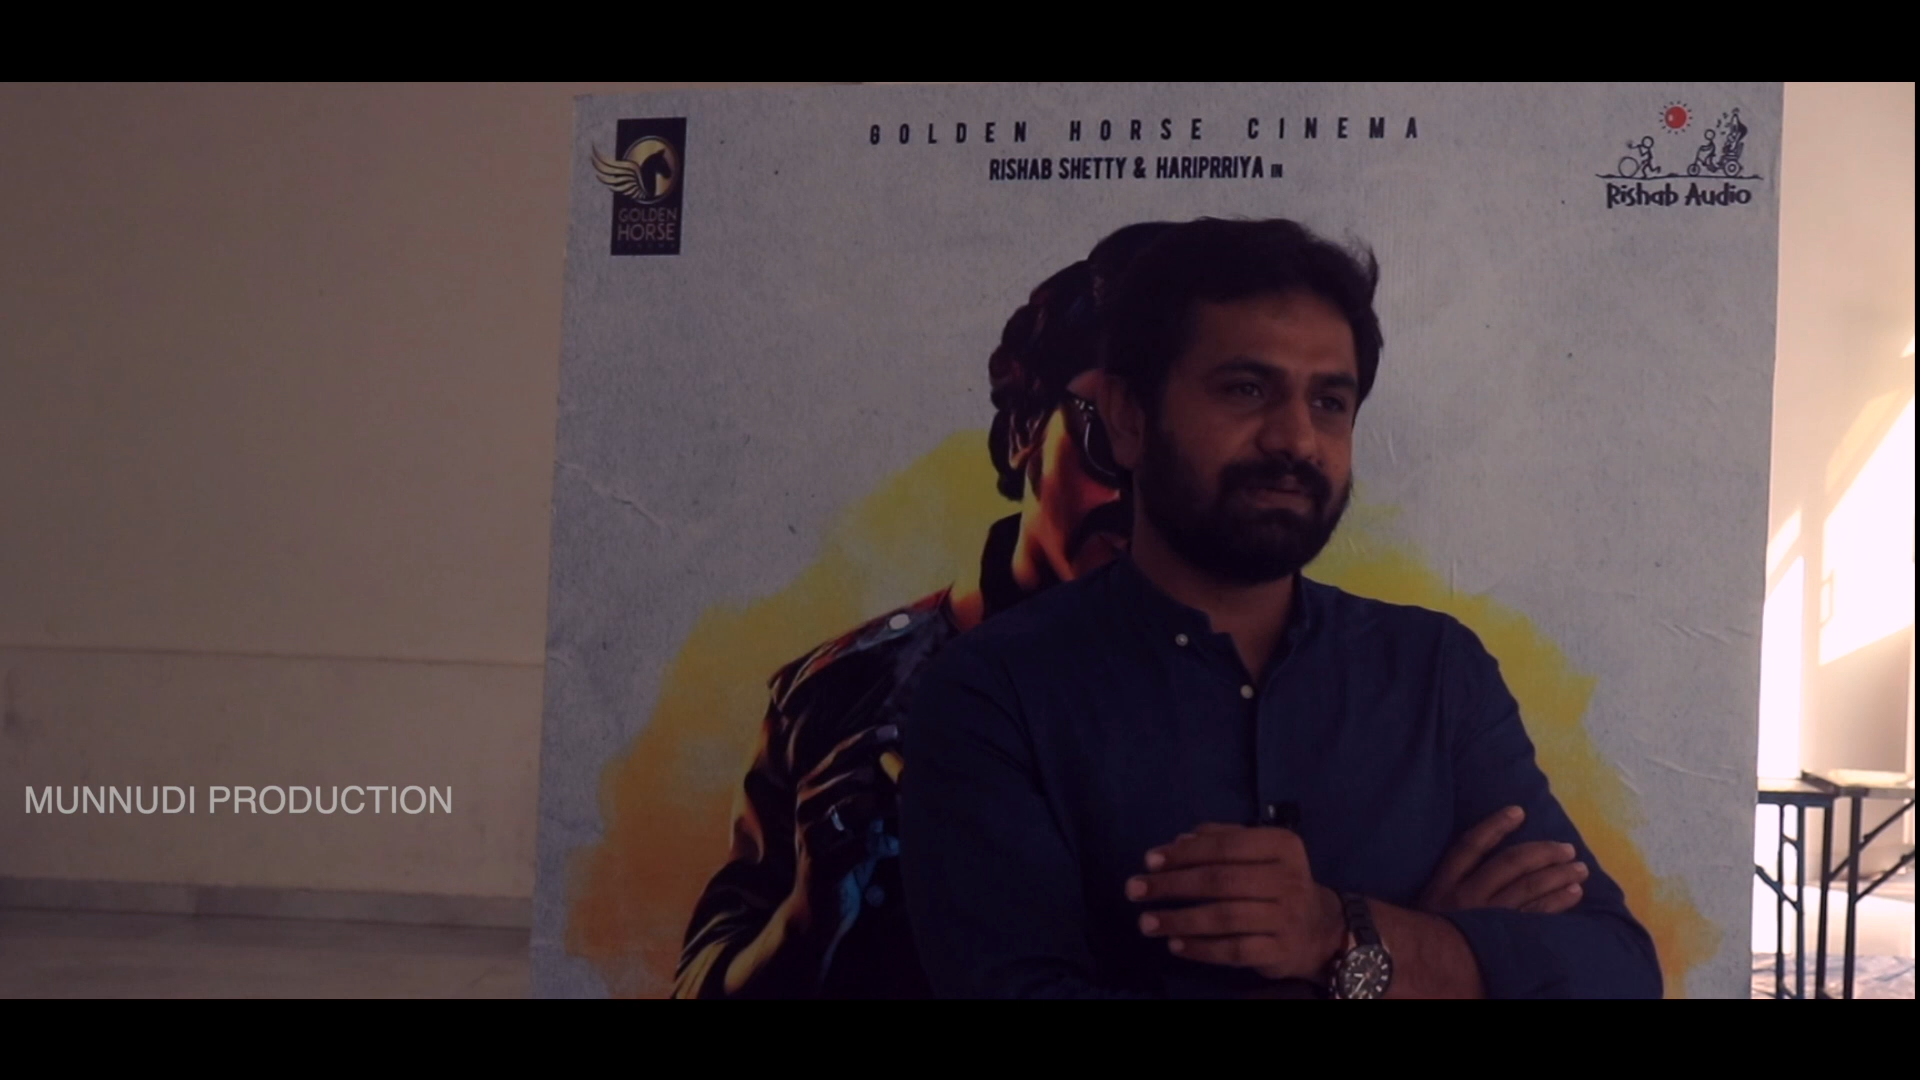 GOLDEN HORSE CINEMA
RISHAB SHETTY & HARIPRRIYA IN
GOLDEN
HORSE
Rishab Audio
MUNNUDI PRODUCTION